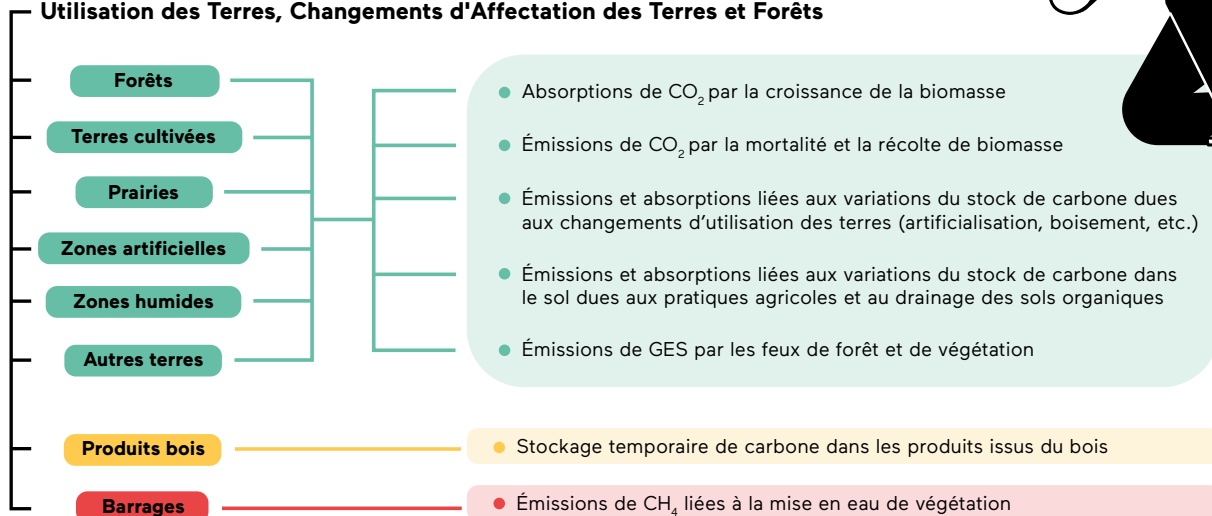 Utilisation des Terres, Changements d'Affectation des Terres et Forêts
Forêts
Terres cultivées
Prairies
Zones artificielles
Zones humides
Autres terres
Absorptions de CO₂ par la croissance de la biomasse
Émissions de CO₂ par la mortalité et la récolte de biomasse
Émissions et absorptions liées aux variations du stock de carbone dues
aux changements d’utilisation des terres (artificialisation, boisement, etc.)
Émissions et absorptions liées aux variations du stock de carbone dans
le sol dues aux pratiques agricoles et au drainage des sols organiques
Émissions de GES par les feux de forêt et de végétation
Produits bois
Stockage temporaire de carbone dans les produits issus du bois
Barrages
Émissions de CH₄ liées à la mise en eau de végétation